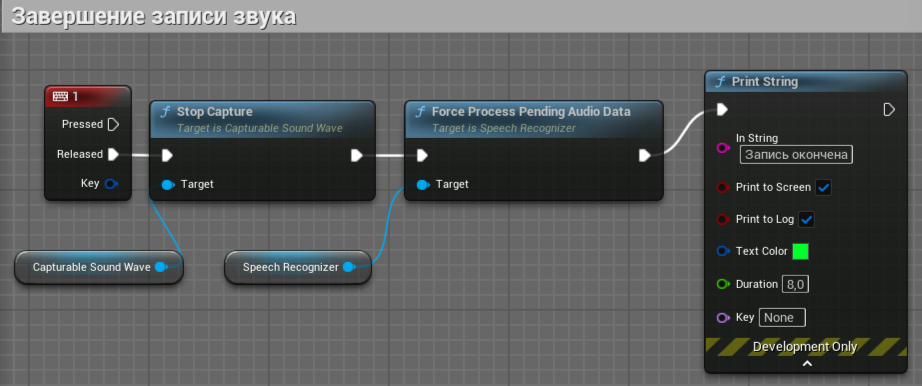 Завершение записи звука
1
Pressed
Released
Key
Stop Capture
Target is Capturable Sound Wave
Target
Capturable Sound Wave
Force Process Pending Audio Data
Target is Speech Recognizer
Target
Speech Recognizer
Print String
In String
Запись окончена
Print to Screen
Print to Log
Text Color
Duration 8,0
Key None
Development Only